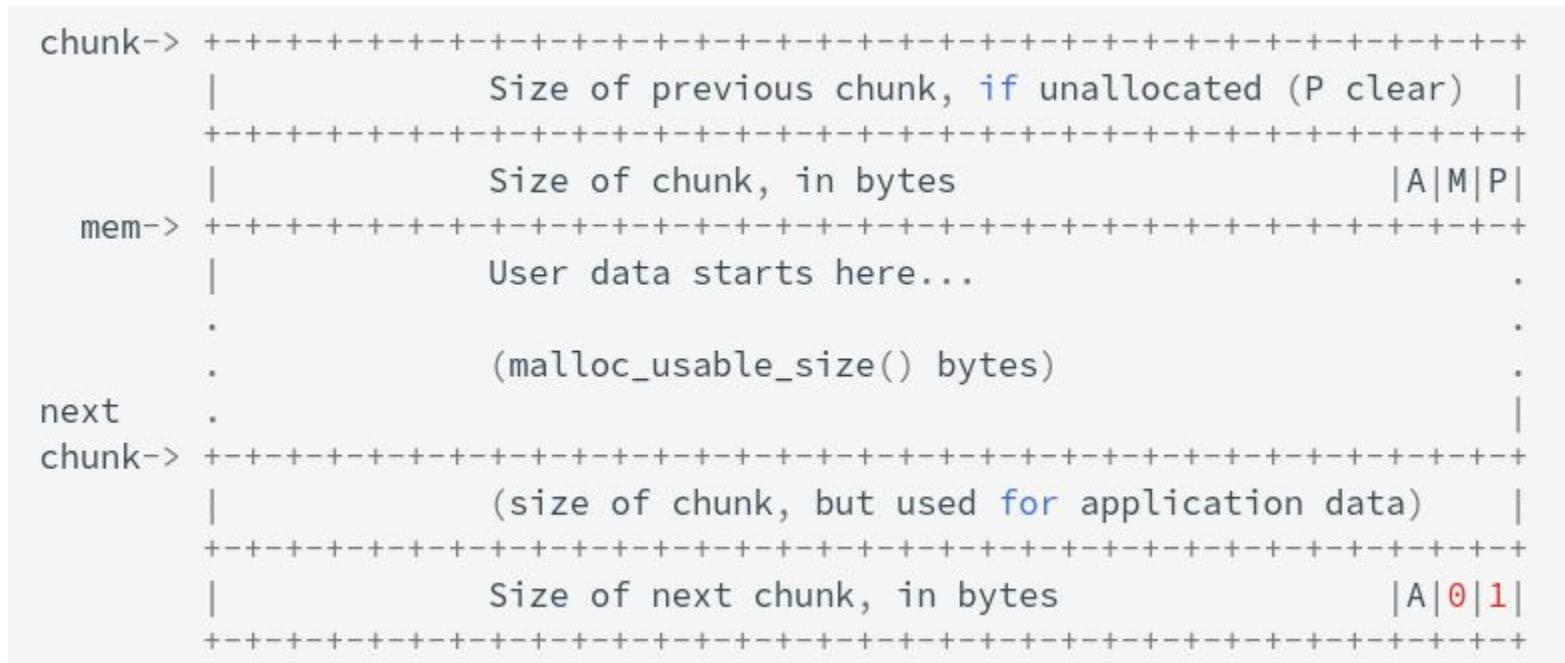 chunk-> +-+-+-+-+-+-+-+-+-+-+-+-+-+-+-+-+-+-+-+-+-+-+-+-+-+-+-+-+-+-+-+-+
| Size of previous chunk, if unallocated (P clear) |
+-+-+-+-+-+-+-+-+-+-+-+-+-+-+-+-+-+-+-+-+-+-+-+-+-+-+-+-+-+-+-+-+
| Size of chunk, in bytes |A|M|P|
mem-> +-+-+-+-+-+-+-+-+-+-+-+-+-+-+-+-+-+-+-+-+-+-+-+-+-+-+-+-+-+-+-+-+
| User data starts here... .
. .
. (malloc_usable_size() bytes) .
next . |
chunk-> +-+-+-+-+-+-+-+-+-+-+-+-+-+-+-+-+-+-+-+-+-+-+-+-+-+-+-+-+-+-+-+-+
| (size of chunk, but used for application data) |
+-+-+-+-+-+-+-+-+-+-+-+-+-+-+-+-+-+-+-+-+-+-+-+-+-+-+-+-+-+-+-+-+
| Size of next chunk, in bytes |A|0|1|
+-+-+-+-+-+-+-+-+-+-+-+-+-+-+-+-+-+-+-+-+-+-+-+-+-+-+-+-+-+-+-+-+